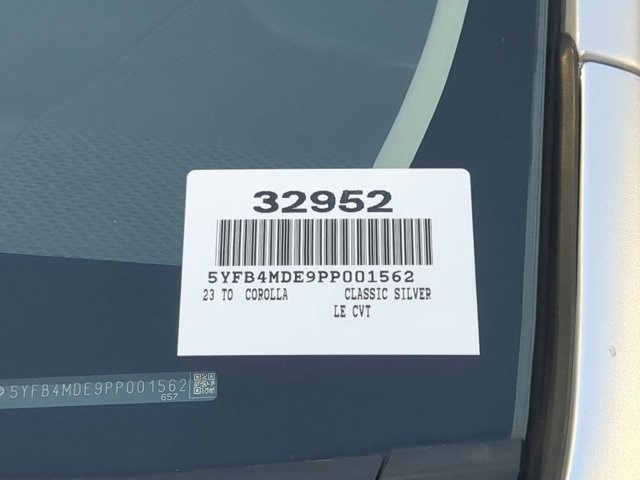 32952
5YFB4MDE9PP001562
23 TO COROLLA CLASSIC SILVER
LE CVT
5YFB4MDE9PP001562
657